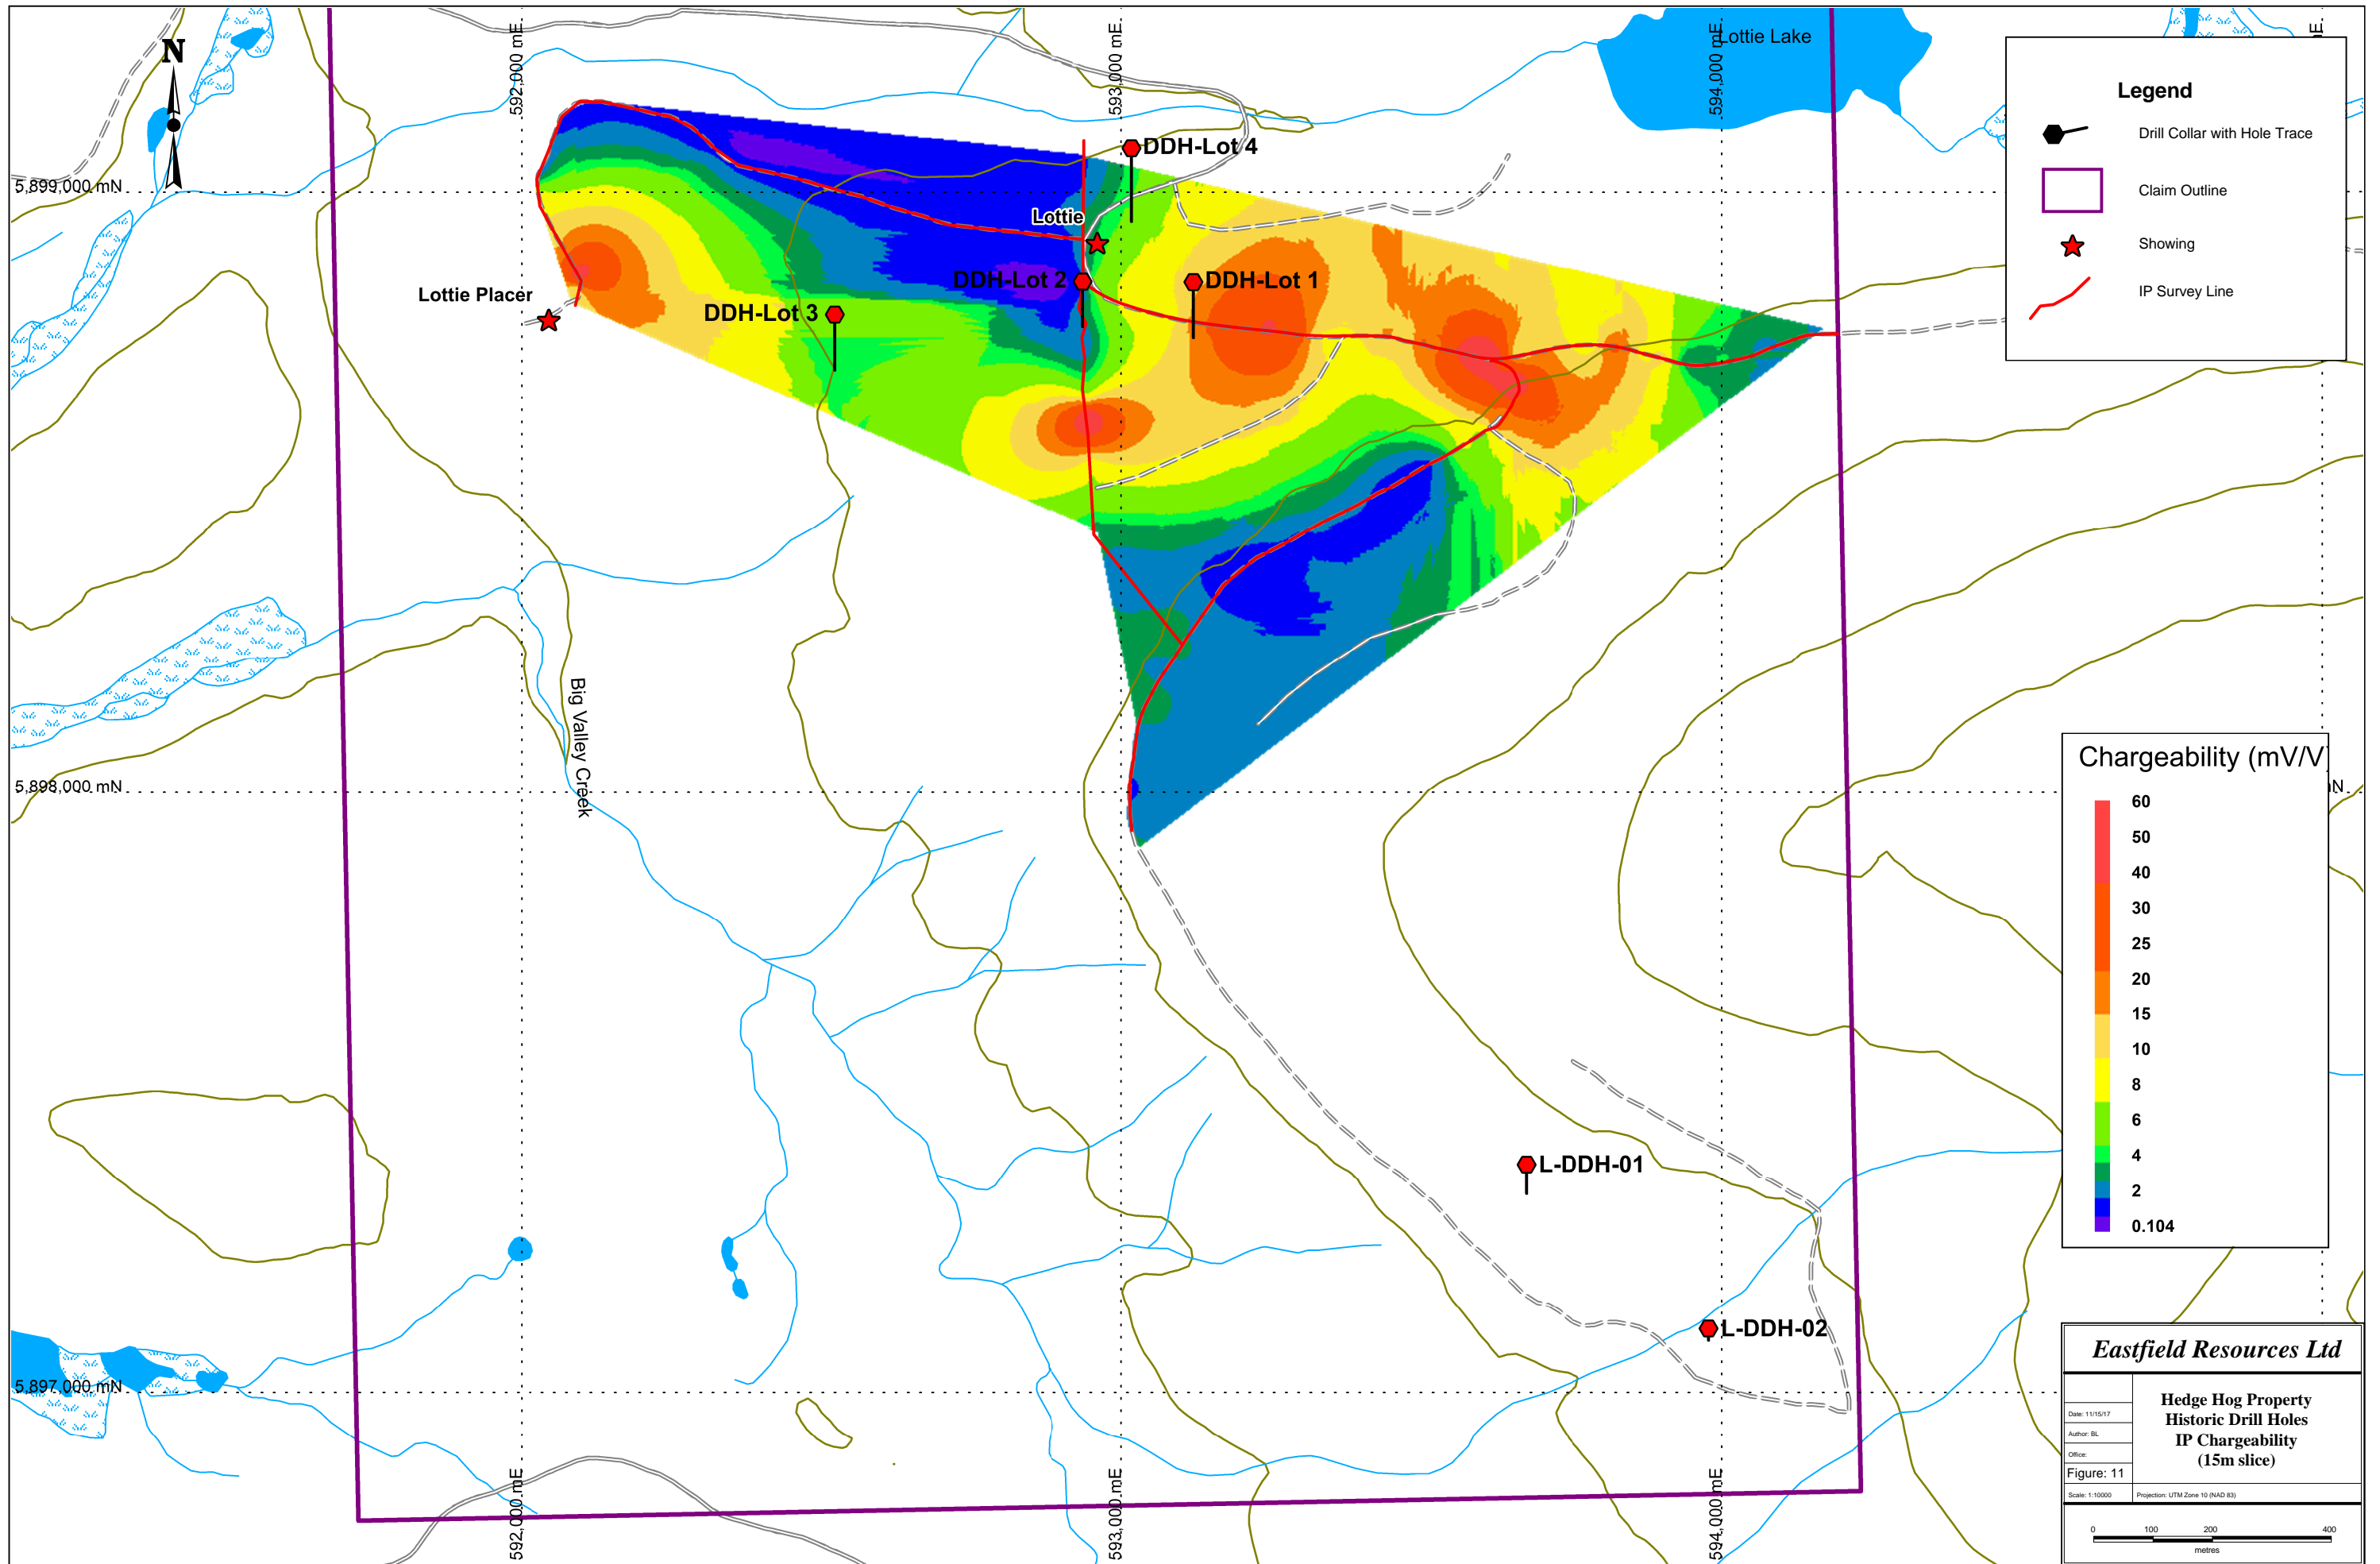 N
592,000 mE
593,000 mE
594,000 mE
Lottie Lake
mE
Legend
Drill Collar with Hole Trace
Claim Outline
Showing
IP Survey Line
5,899,000 mN
DDH-Lot 4
Lottie
DDH-Lot 2
DDH-Lot 1
DDH-Lot 3
Lottie Placer
Big Valley Creek
5,898,000 mN
N
Chargeability (mV/V)
60
50
40
30
25
20
15
10
8
6
4
2
0.104
L-DDH-01
L-DDH-02
5,897,000 mN
592,000 mE
593,000 mE
594,000 mE
Eastfield Resources Ltd
Hedge Hog Property
Historic Drill Holes
IP Chargeability
(15m slice)
Date: 11/15/17
Author: BL
Office:
Figure: 11
Scale: 1:10000
Projection: UTM Zone 10 (NAD 83)
0 100 200 400
metres